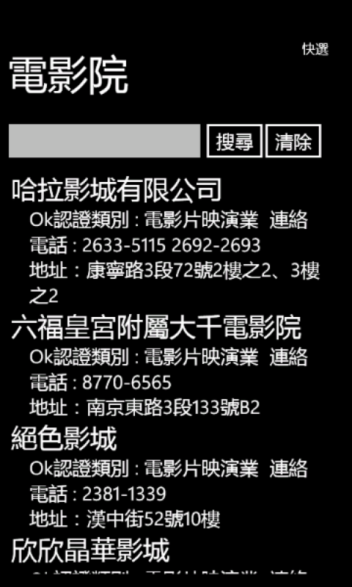 快選
電影院
搜尋 清除
哈拉影城有限公司
Ok認證類別 : 電影片映演業  連絡
電話 : 2633-5115 2692-2693
地址：康寧路3段72號2樓之2、3樓
之2
六福皇宮附屬大千電影院
Ok認證類別 : 電影片映演業  連絡
電話 : 8770-6565
地址：南京東路3段133號B2
絕色影城
Ok認證類別 : 電影片映演業  連絡
電話 : 2381-1339
地址：漢中街52號10樓
欣欣晶華影城